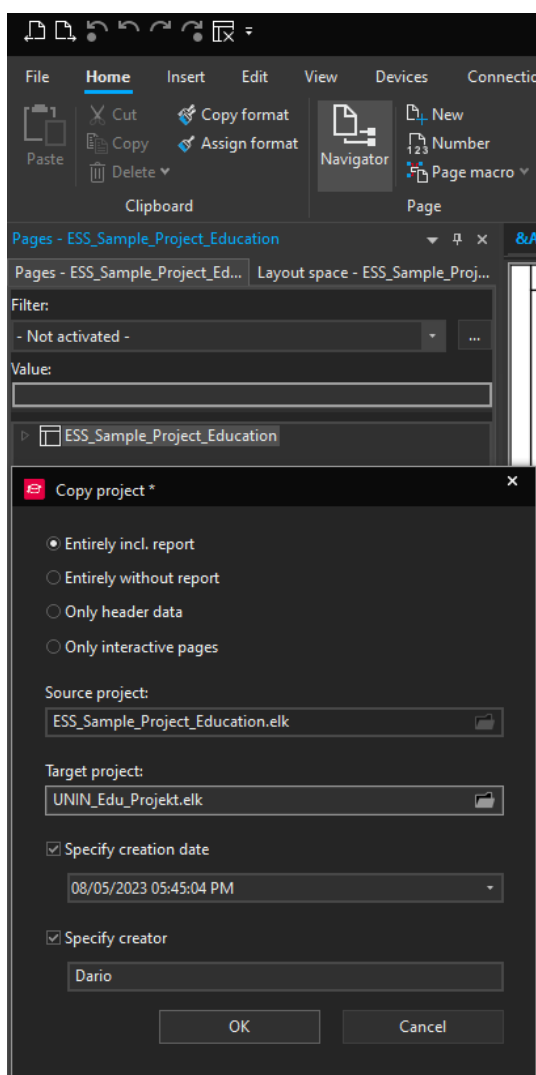 File Home Insert Edit View Devices Connectio
Paste
Cut
Copy
Delete
Copy format
Assign format
Clipboard
Navigator
New
Number
Page macro
Page
Pages - ESS_Sample_Project_Education
&A
Pages - ESS_Sample_Project_Ed... Layout space - ESS_Sample_Proj...
Filter:
- Not activated -
...
Value:
ESS_Sample_Project_Education
Copy project *
Entirely incl. report
Entirely without report
Only header data
Only interactive pages
Source project:
ESS_Sample_Project_Education.elk
Target project:
UNIN_Edu_Projekt.elk
Specify creation date
08/05/2023 05:45:04 PM
Specify creator
Dario
OK Cancel